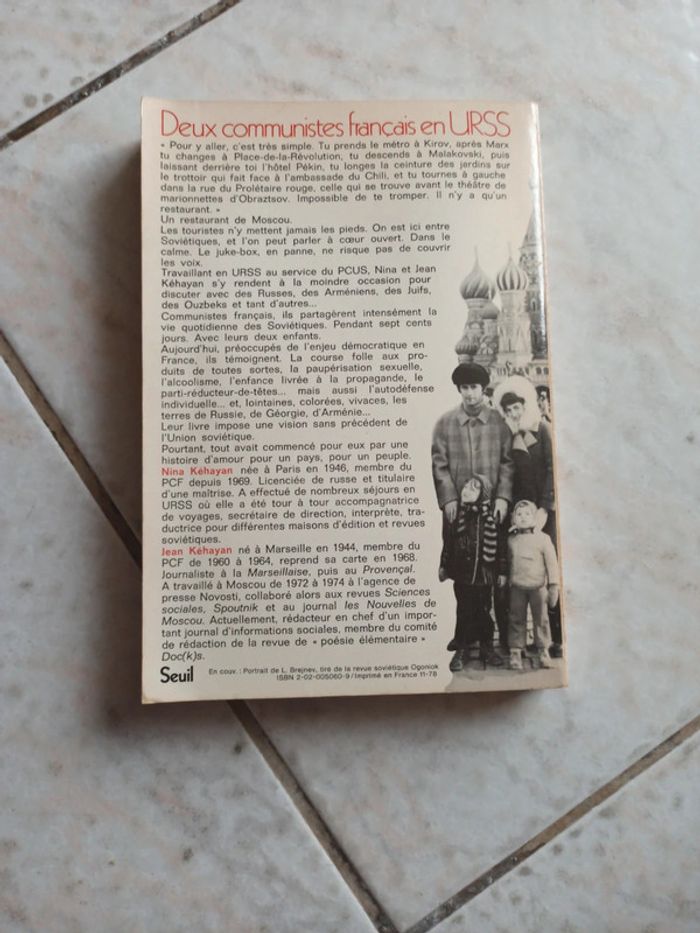 Deux communistes français en URSS
« Pour y aller, c'est très simple. Tu prends le métro à Kirov, après Marx
tu changes à Place-de-la-Révolution, tu descends à Malakovski, puis
laissant derrière toi l'hôtel Pékin, tu longes la ceinture des jardins sur
le trottoir qui fait face à l'ambassade du Chili, et tu tournes à gauche
dans la rue du Prolétaire rouge, celle qui se trouve avant le théâtre de
marionnettes d'Obraztsov. Impossible de te tromper. Il n'y a qu'un
restaurant. »
Un restaurant de Moscou.
Les touristes n'y mettent jamais les pieds. On est ici entre
Soviétiques, et l'on peut parler à cœur ouvert. Dans le
calme. Le juke-box, en panne, ne risque pas de couvrir
les voix.
Travaillant en URSS au service du PCUS, Nina et Jean
Kéhayan s'y rendent à la moindre occasion pour
discuter avec des Russes, des Arméniens, des Juifs,
des Ouzbeks et tant d'autres...
Communistes français, ils partagèrent intensément la
vie quotidienne des Soviétiques. Pendant sept cents
jours. Avec leurs deux enfants.
Aujourd'hui, préoccupés de l'enjeu démocratique en
France, ils témoignent. La course folle aux pro-
duits de toutes sortes, la paupérisation sexuelle,
l'alcoolisme, l'enfance livrée à la propagande, le
parti-réducteur-de-têtes... mais aussi l'autodéfense
individuelle... et, lointaines, colorées, vivaces, les
terres de Russie, de Géorgie, d'Arménie...
Leur livre impose une vision sans précédent de
l'Union soviétique.
Pourtant, tout avait commencé pour eux par une
histoire d'amour pour un pays, pour un peuple.
Nina Kéhayan née à Paris en 1946, membre du
PCF depuis 1969. Licenciée de russe et titulaire
d'une maîtrise. A effectué de nombreux séjours en
URSS où elle a été tour à tour accompagnatrice
de voyages, secrétaire de direction, interprète, tra-
ductrice pour différentes maisons d'édition et revues
soviétiques.
Jean Kéhayan né à Marseille en 1944, membre du
PCF de 1960 à 1964, reprend sa carte en 1968.
Journaliste à la Marseillaise, puis au Provençal.
A travaillé à Moscou de 1972 à 1974 à l'agence de
presse Novosti, collaboré alors aux revues Sciences
sociales, Spoutnik et au journal les Nouvelles de
Moscou. Actuellement, rédacteur en chef d'un impor-
tant journal d'informations sociales, membre du comité
de rédaction de la revue de « poésie élémentaire »
Doc(k)s.
Seuil
En couv. : Portrait de L. Brejnev, tiré de la revue soviétique Ogoniok
ISBN 2-02-005060-9 / Imprimé en France 11-78